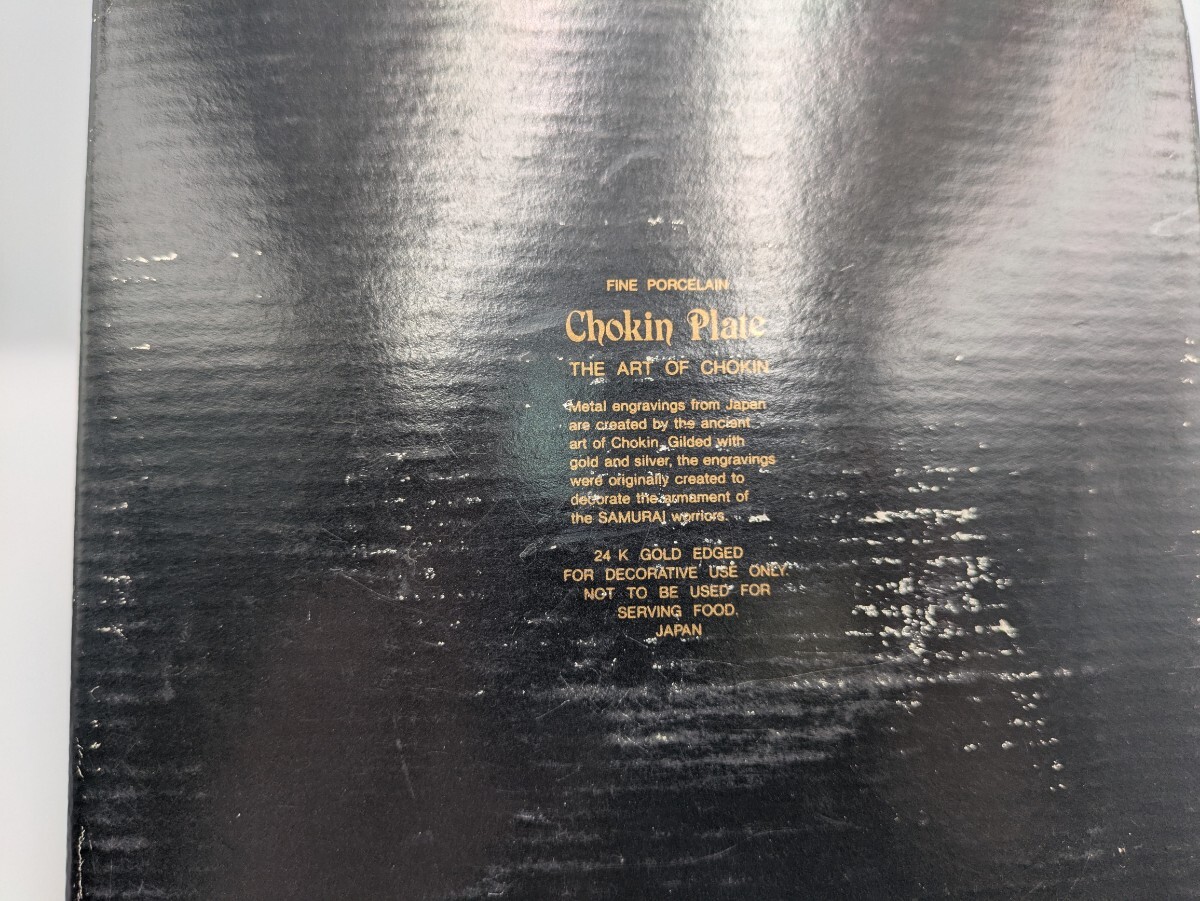 FINE PORCELAIN
Chokin Plate
THE ART OF CHOKIN
Metal engravings from Japan
are created by the ancient
art of Chokin. Gilded with
gold and silver, the engravings
were originally created to
decorate the armament of
the SAMURAI worriors.
24 K GOLD EDGED
FOR DECORATIVE USE ONLY.
NOT TO BE USED FOR
SERVING FOOD.
JAPAN